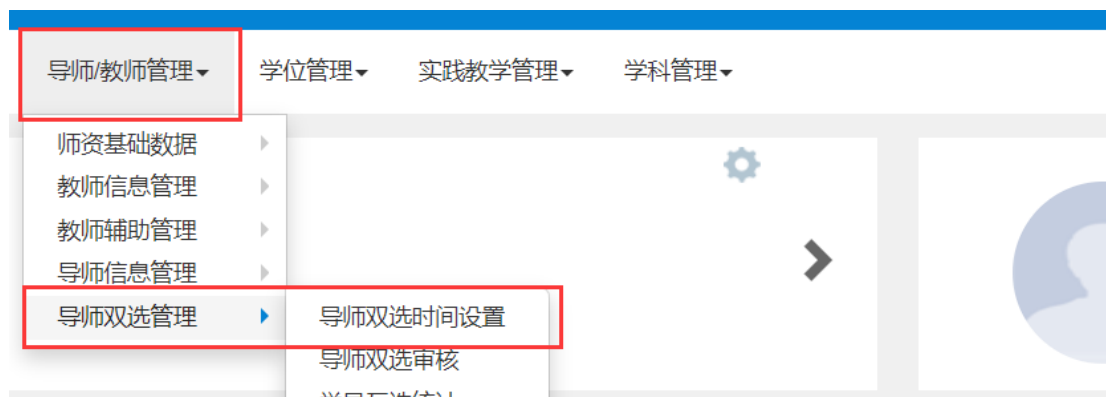 导师/教师管理 学位管理 实践教学管理 学科管理
师资基础数据
教师信息管理
教师辅助管理
导师信息管理
导师双选管理 导师双选时间设置
导师双选审核